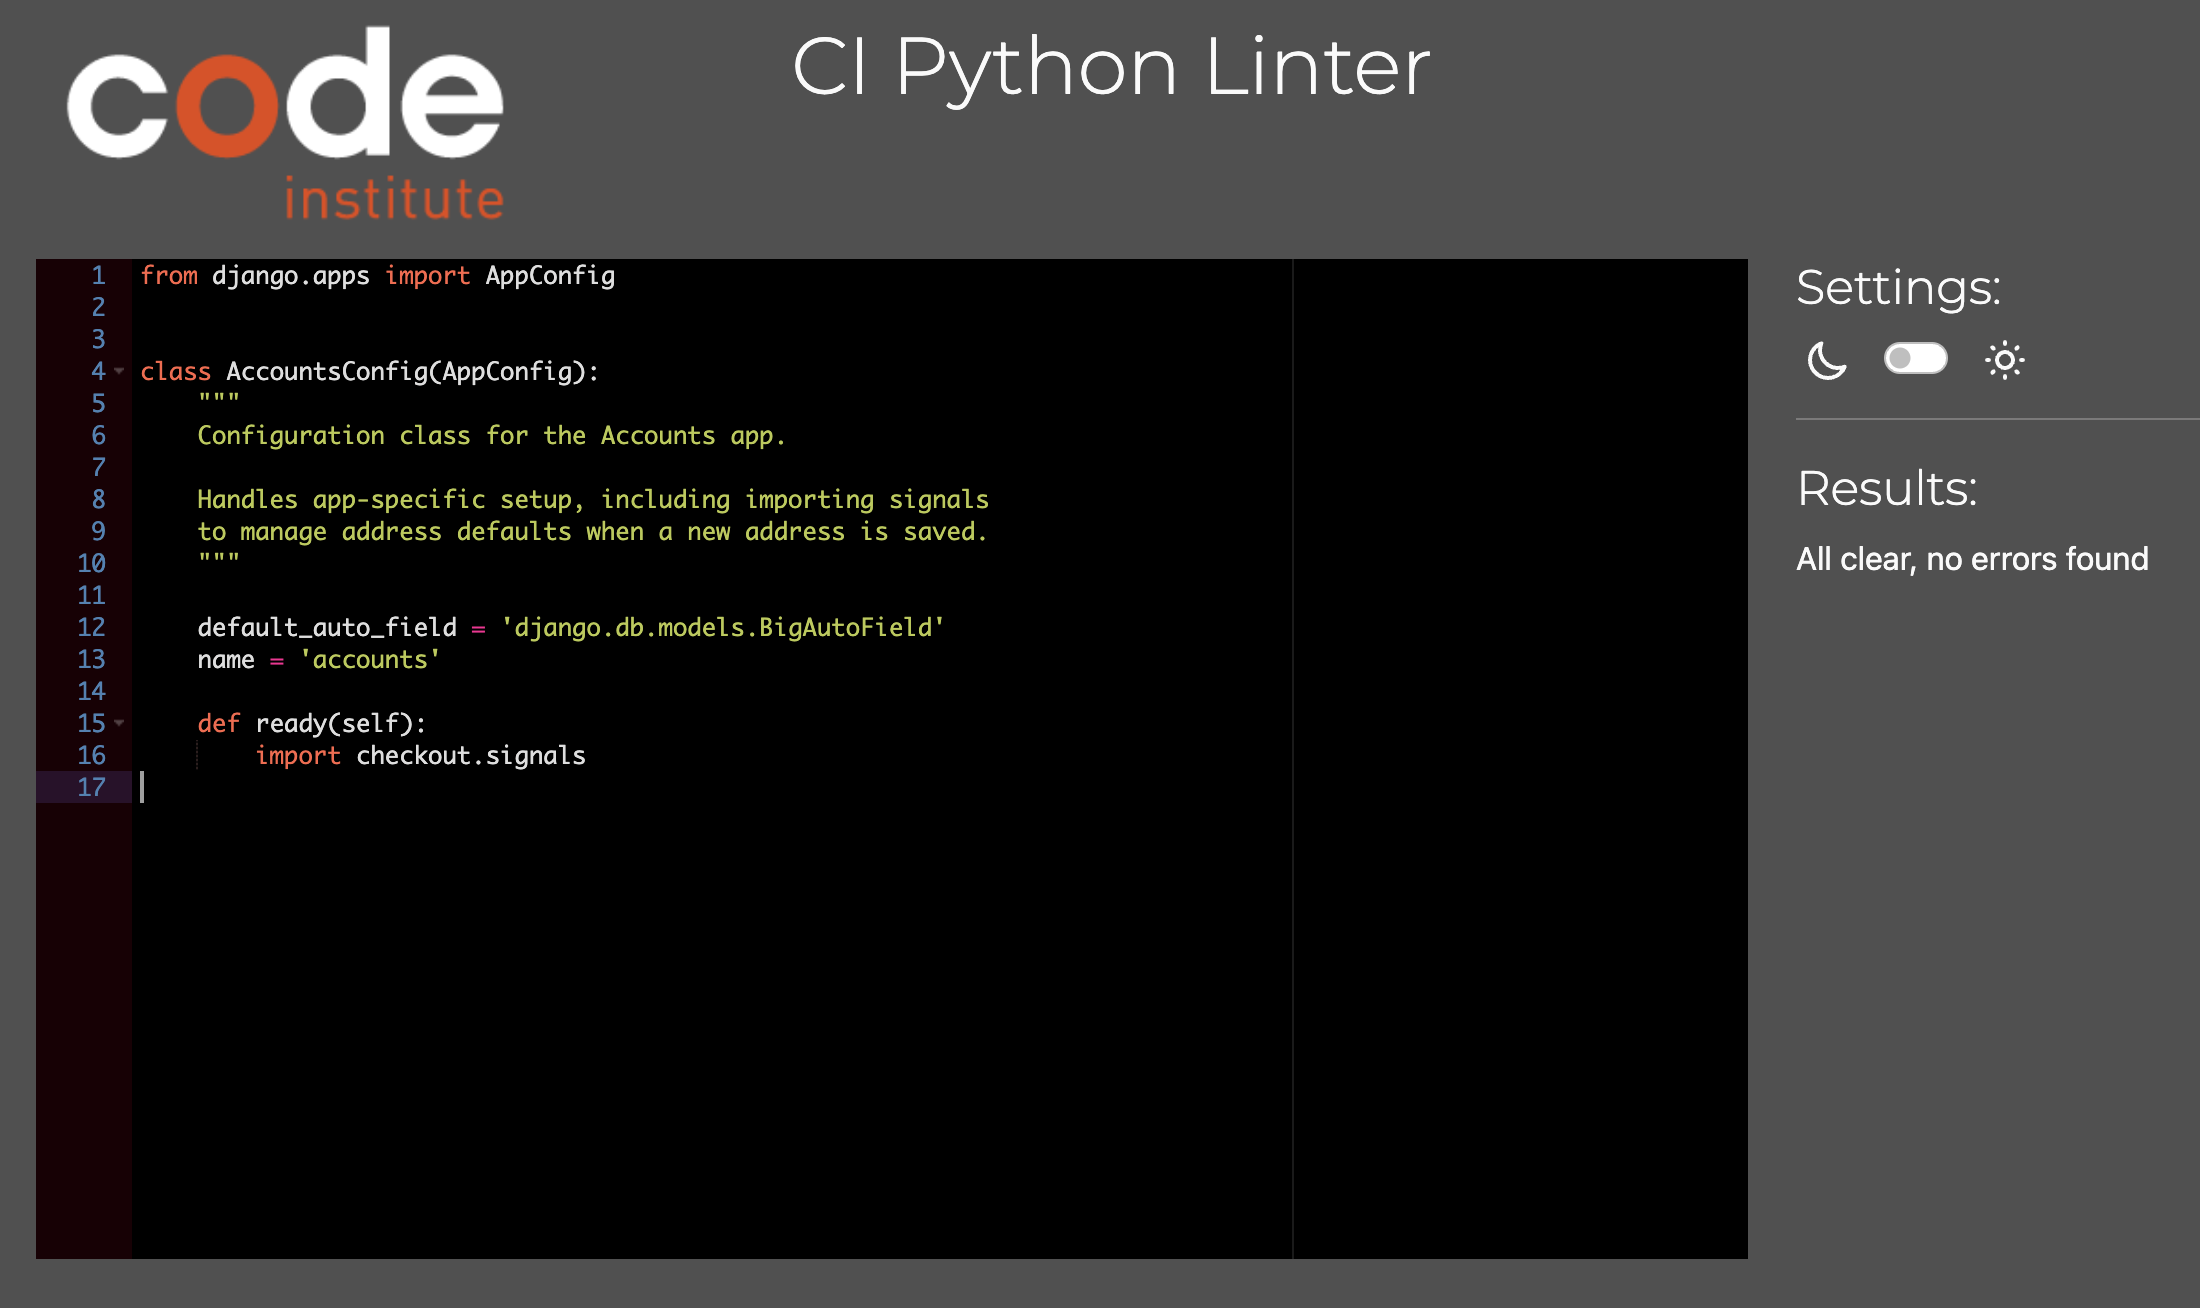 code
institute
CI Python Linter
1 from django.apps import AppConfig
2
3
4 class AccountsConfig(AppConfig):
5     """
6     Configuration class for the Accounts app.
7
8     Handles app-specific setup, including importing signals
9     to manage address defaults when a new address is saved.
10     """
11
12     default_auto_field = 'django.db.models.BigAutoField'
13     name = 'accounts'
14
15     def ready(self):
16         import checkout.signals
17
Settings:
Results:
All clear, no errors found